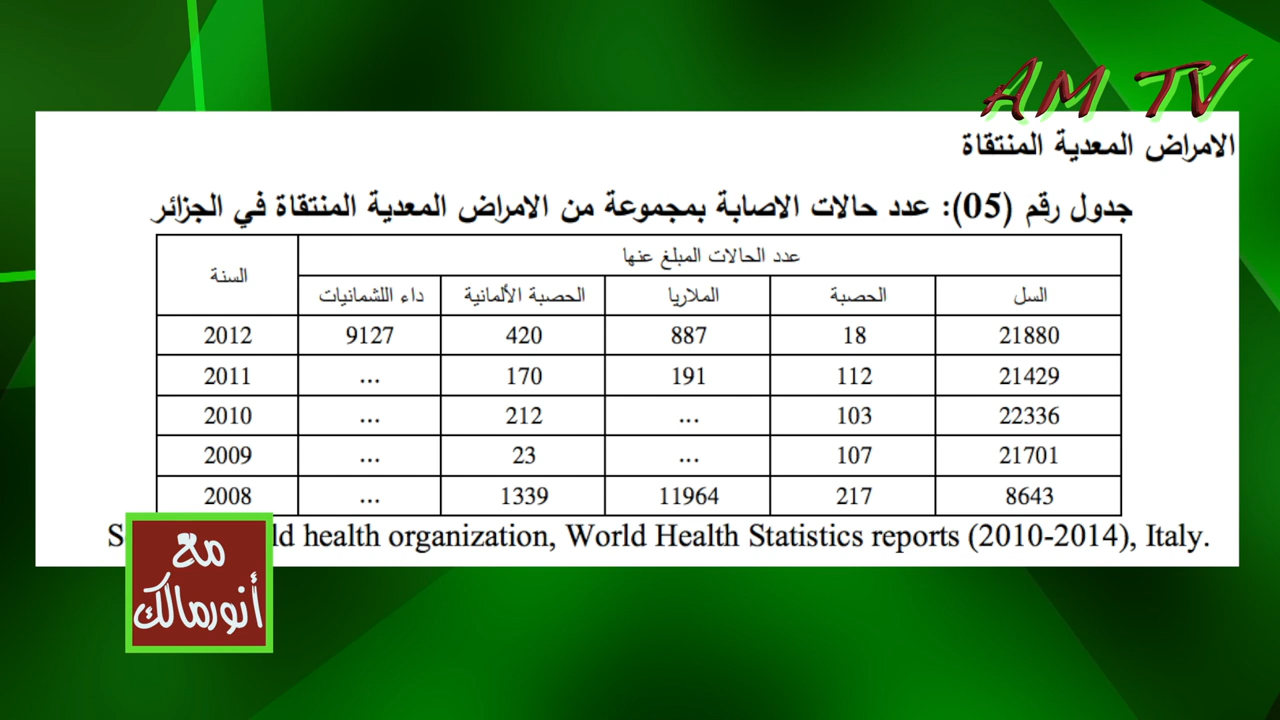 AM TV
الامراض المعدية المنتقاة
جدول رقم (05): عدد حالات الاصابة بمجموعة من الامراض المعدية المنتقاة في الجزائر
السنة عدد الحالات المبلغ عنها
داء اللشمانيات الحصبة الألمانية الملاريا الحصبة السل
2012 9127 420 887 18 21880
2011 ... 170 191 112 21429
2010 ... 212 ... 103 22336
2009 ... 23 ... 107 21701
2008 ... 1339 11964 217 8643
health organization, World Health Statistics reports (2010-2014), Italy.
مع
أنور مالك